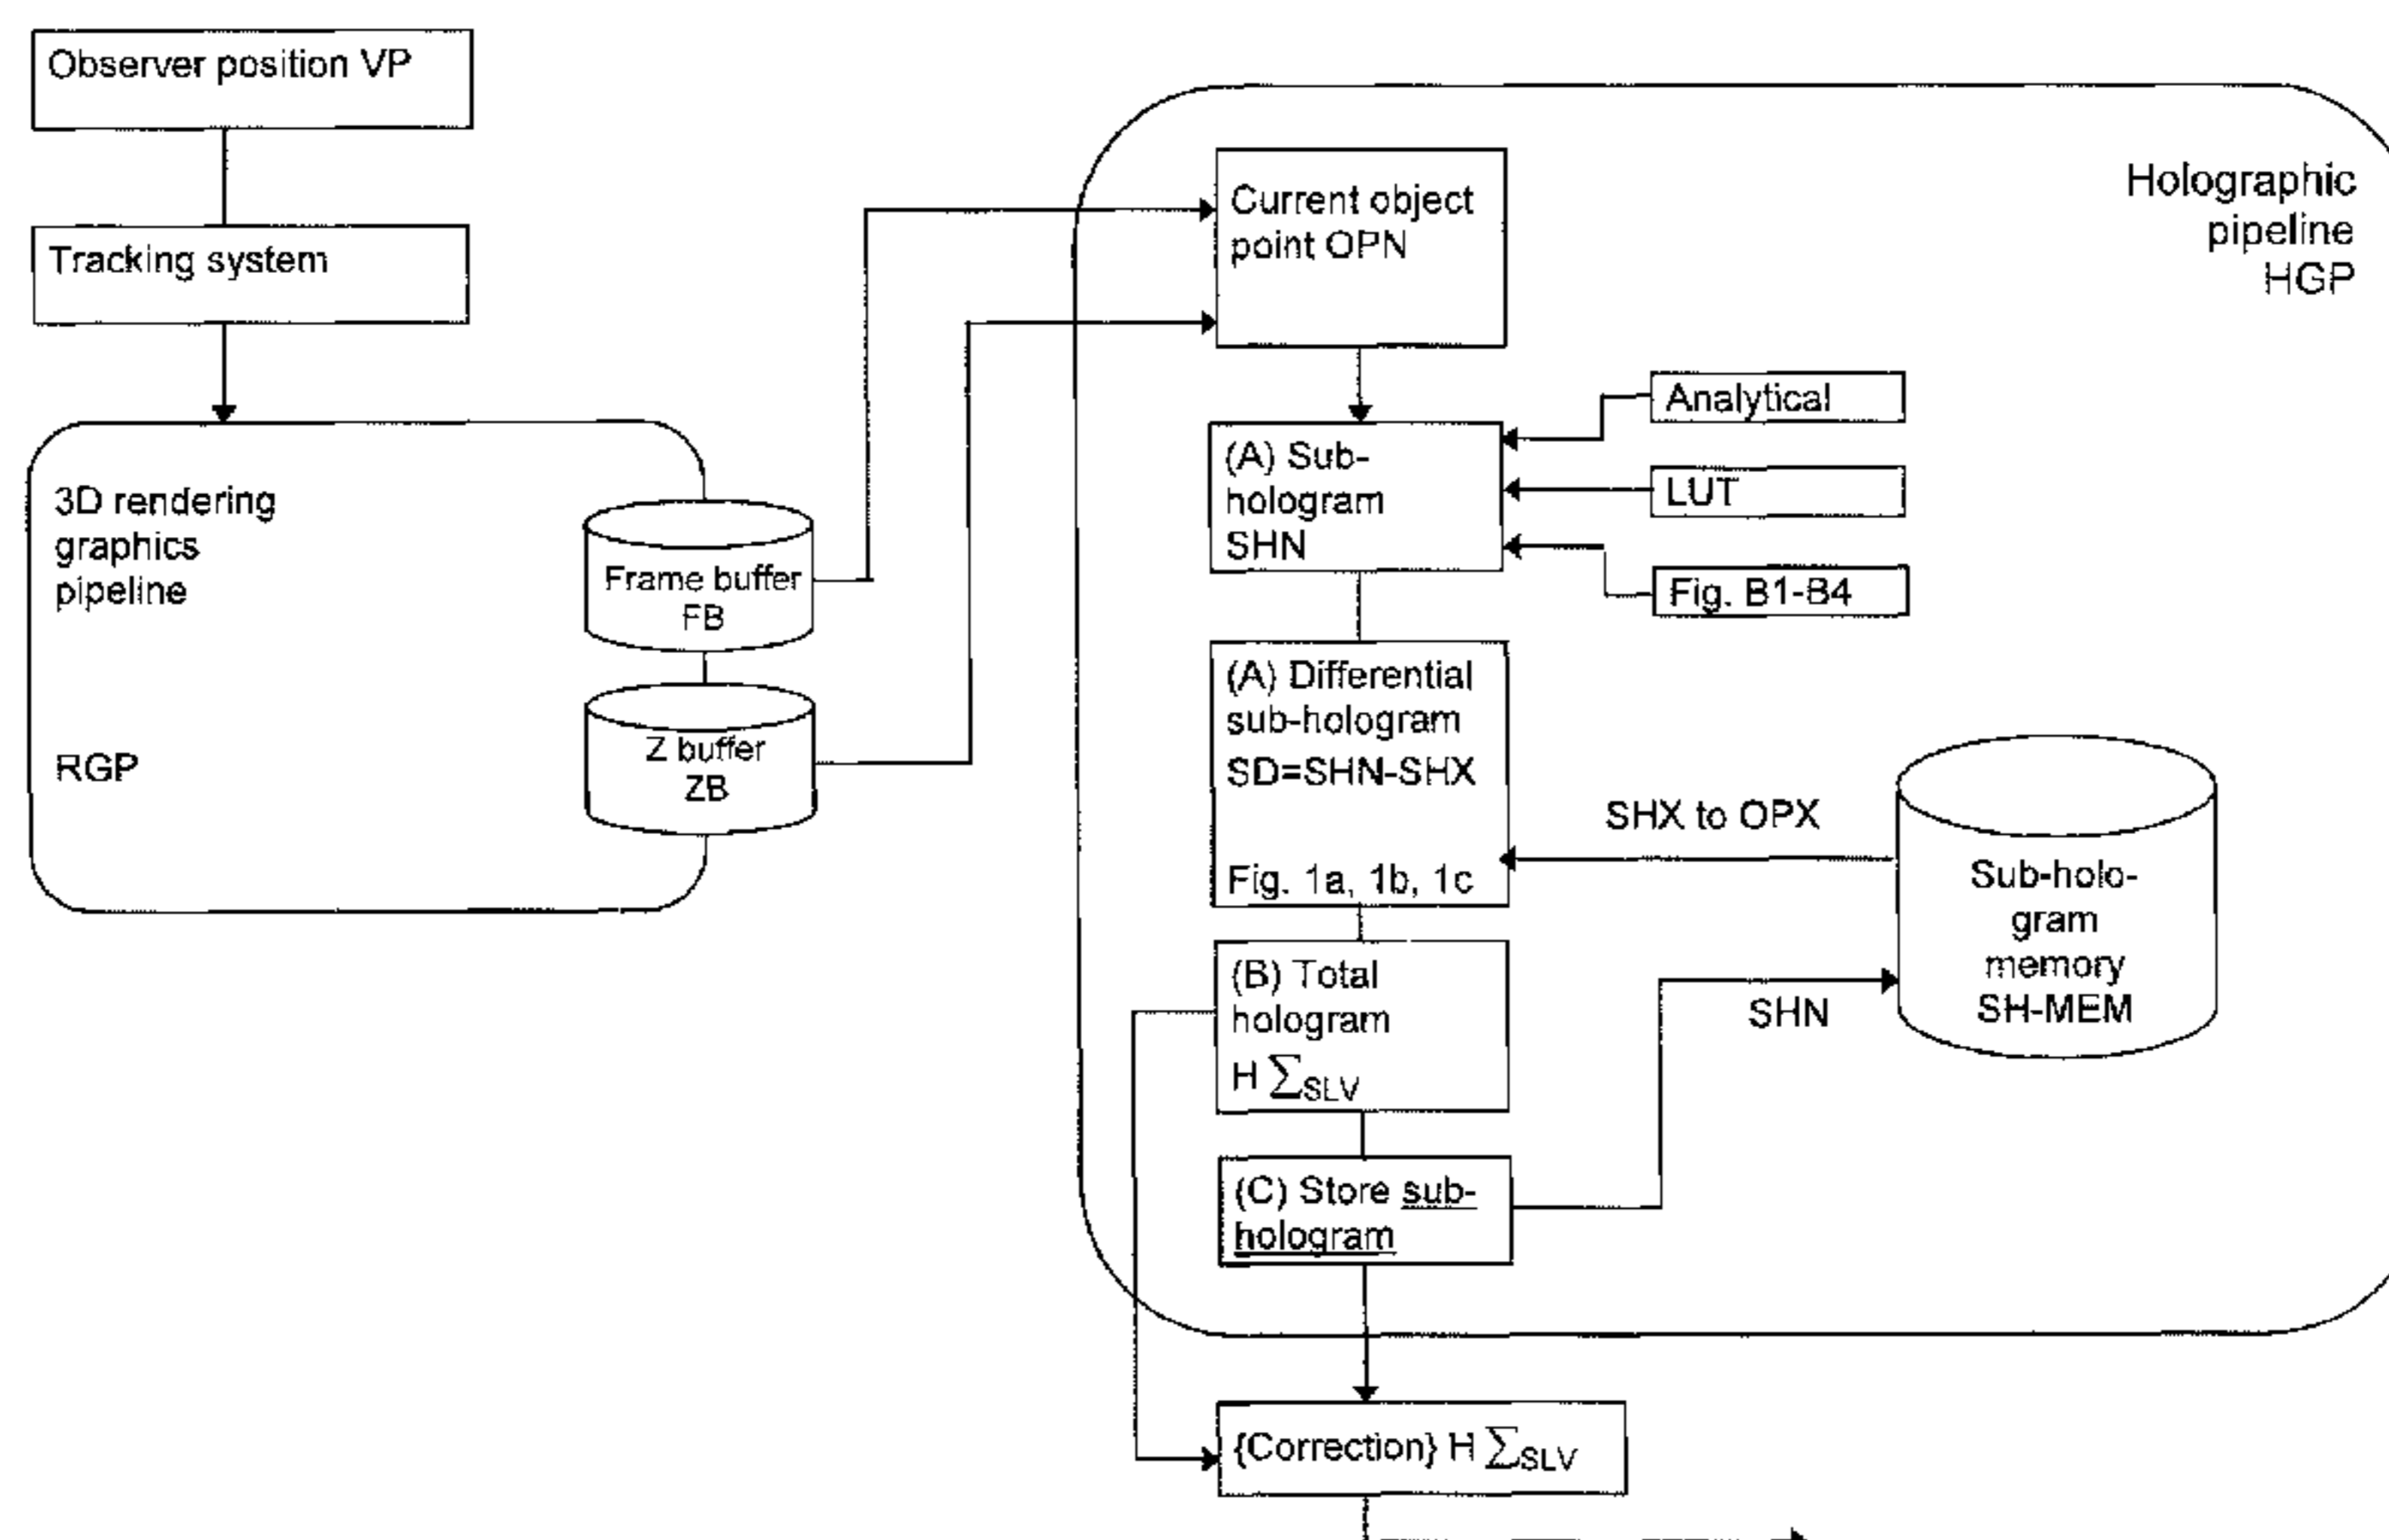 Observer position VP
Tracking system
3D rendering
graphics
pipeline
RGP
Frame buffer
FB
Z buffer
ZB
Holographic
pipeline
HGP
Current object
point OPN
(A) Sub-
hologram
SHN
Analytical
LUT
Fig. B1-B4
(A) Differential
sub-hologram
SD=SHN-SHX
Fig. 1a, 1b, 1c
SHX to OPX
Sub-holo-
gram
memory
SH-MEM
(B) Total
hologram
H ∑SLV
SHN
(C) Store sub-
hologram
{Correction} H ∑SLV